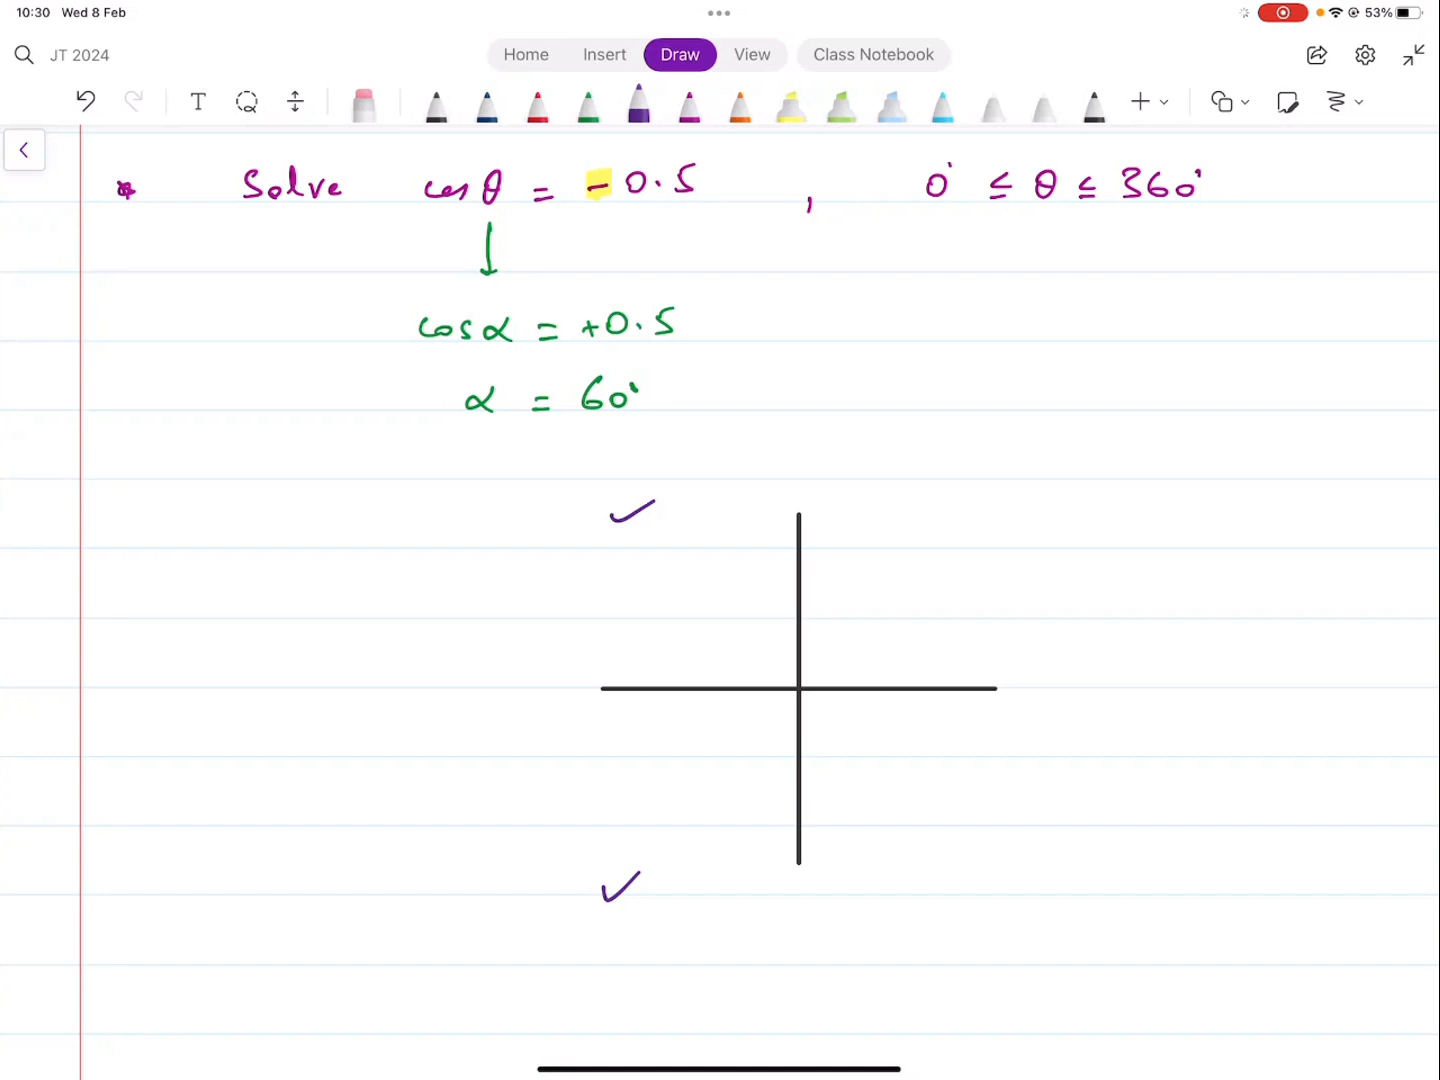 10:30 Wed 8 Feb 53%
JT 2024 Home Insert Draw View Class Notebook
T
* Solve cos θ = -0.5 , 0° ≤ θ ≤ 360°
↓
cos α = +0.5
α = 60°
✓
✓